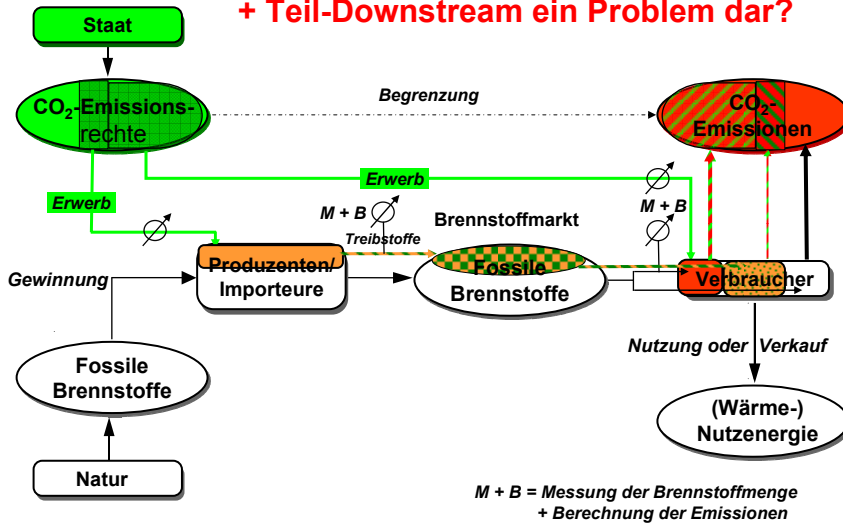 + Teil-Downstream ein Problem dar?
Staat
CO₂-Emissions-
rechte
Begrenzung
CO₂-
Emissionen
Erwerb
Erwerb
M + B
Treibstoffe
Brennstoffmarkt
M + B
Gewinnung
Produzenten/
Importeure
Fossile
Brennstoffe
Verbraucher
Nutzung oder
Verkauf
Fossile
Brennstoffe
(Wärme-)
Nutzenergie
Natur
M + B = Messung der Brennstoffmenge
+ Berechnung der Emissionen